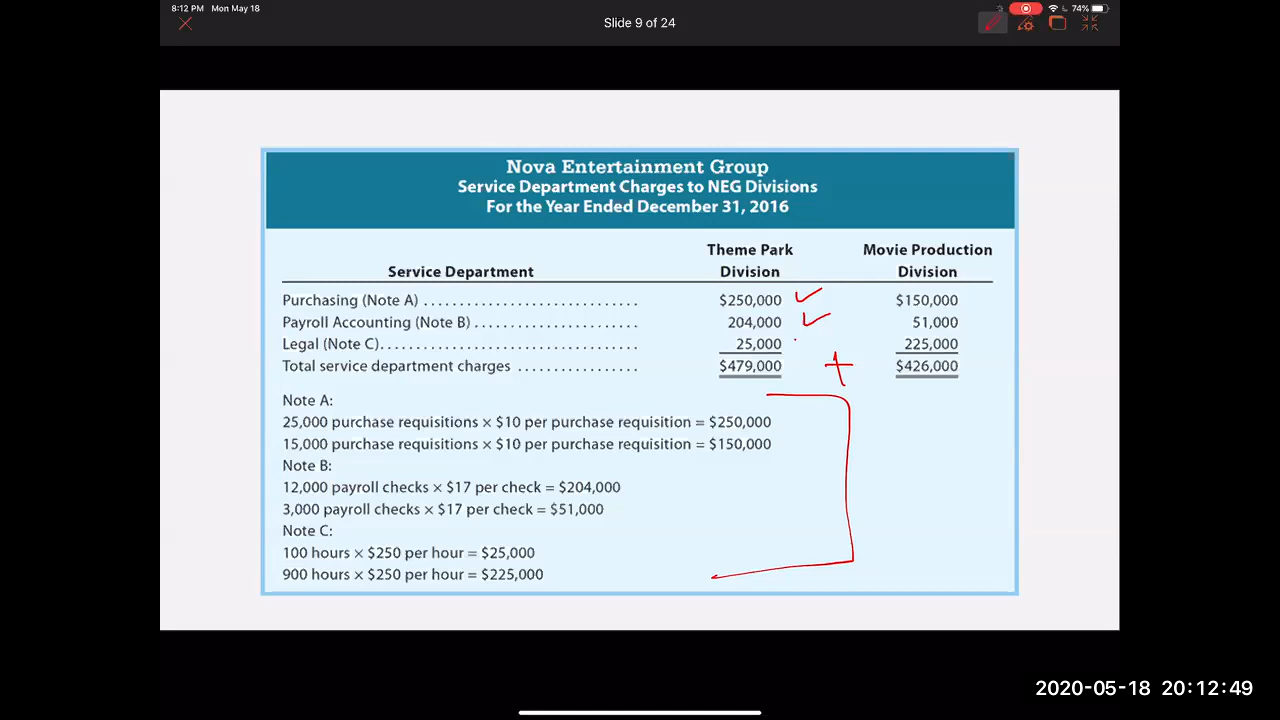 8:12 PM Mon May 18
74%
Slide 9 of 24
Nova Entertainment Group
Service Department Charges to NEG Divisions
For the Year Ended December 31, 2016
Theme Park Movie Production
Service Department Division Division
Purchasing (Note A) . . . . . . . . . . . . . . . . . . . . . . . . . . . . . $250,000 $150,000
Payroll Accounting (Note B) . . . . . . . . . . . . . . . . . . . . . . 204,000 51,000
Legal (Note C). . . . . . . . . . . . . . . . . . . . . . . . . . . . . . . . . . 25,000 225,000
Total service department charges . . . . . . . . . . . . . . . . $479,000 + $426,000
Note A:
25,000 purchase requisitions × $10 per purchase requisition = $250,000
15,000 purchase requisitions × $10 per purchase requisition = $150,000
Note B:
12,000 payroll checks × $17 per check = $204,000
3,000 payroll checks × $17 per check = $51,000
Note C:
100 hours × $250 per hour = $25,000
900 hours × $250 per hour = $225,000
2020-05-18 20:12:49